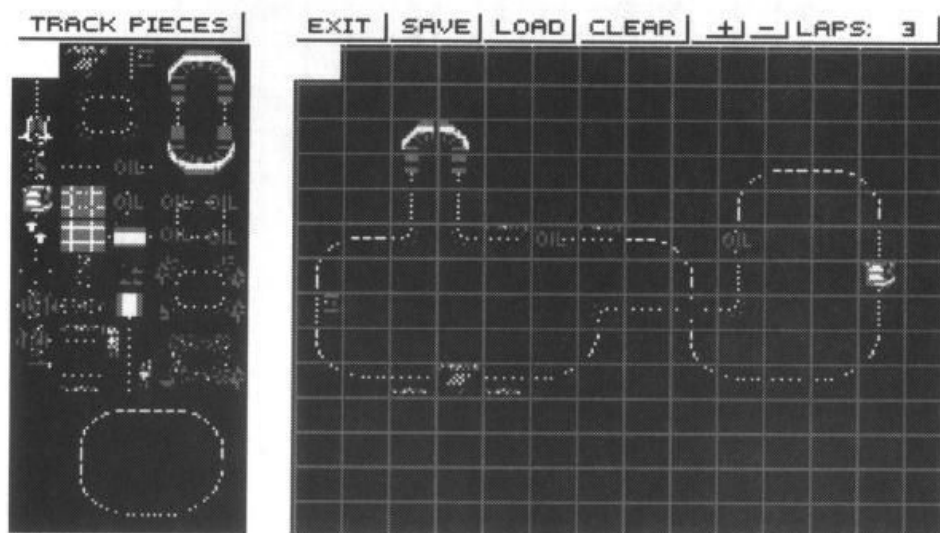 TRACK PIECES
EXIT SAVE LOAD CLEAR + - LAPS: 3
OIL
OIL OIL OIL
OIL OIL
OIL
OIL